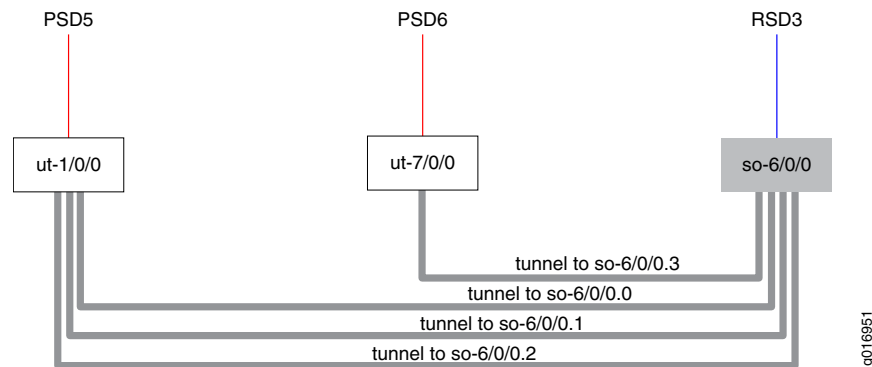 PSD5 PSD6 RSD3
ut-1/0/0 ut-7/0/0 so-6/0/0
tunnel to so-6/0/0.3
tunnel to so-6/0/0.0
tunnel to so-6/0/0.1
tunnel to so-6/0/0.2
g016951